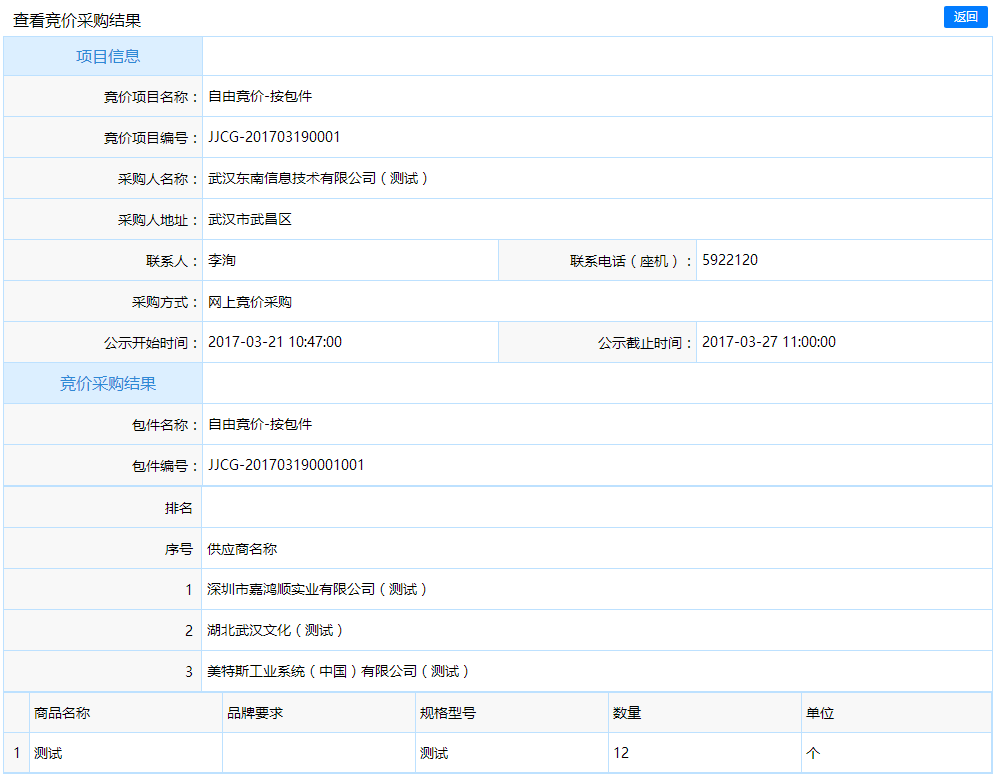 查看竞价采购结果 返回
项目信息
竞价项目名称： 自由竞价-按包件
竞价项目编号： JJCG-201703190001
采购人名称： 武汉东南信息技术有限公司（测试）
采购人地址： 武汉市武昌区
联系人： 李洵 联系电话（座机）： 5922120
采购方式： 网上竞价采购
公示开始时间： 2017-03-21 10:47:00 公示截止时间： 2017-03-27 11:00:00
竞价采购结果
包件名称： 自由竞价-按包件
包件编号： JJCG-201703190001001
排名
序号 供应商名称
1 深圳市嘉鸿顺实业有限公司（测试）
2 湖北武汉文化（测试）
3 美特斯工业系统（中国）有限公司（测试）
商品名称 品牌要求 规格型号 数量 单位
1 测试 测试 12 个